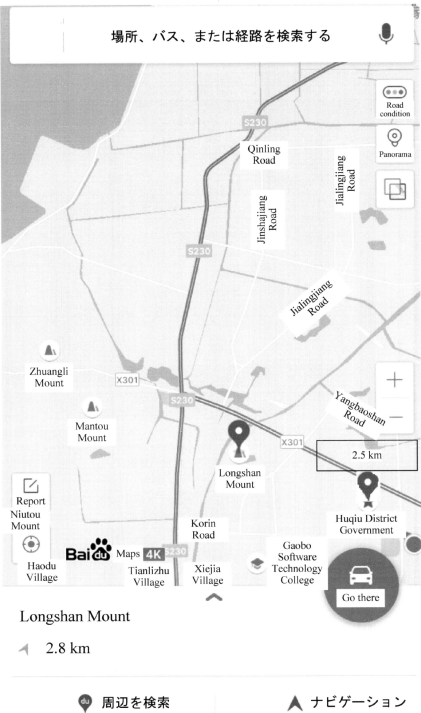 場所、バス、または経路を検索する
Road
condition
S230
Qinling
Road
Panorama
Jialingjiang
Road
Jinshajiang
Road
S230
Jialingjiang
Road
Zhuangli
Mount
X301
S230
Yangbaoshan
Road
Mantou
Mount
X301
2.5 km
Longshan
Mount
Report
Niutou
Mount
Huqiu District
Government
Korin
Road
Haodu
Village
Bai du Maps 4K
S230
Tianlizhu
Village
Xiejia
Village
Gaobo
Software
Technology
College
Go there
Longshan Mount
2.8 km
du 周辺を検索
ナビゲーション